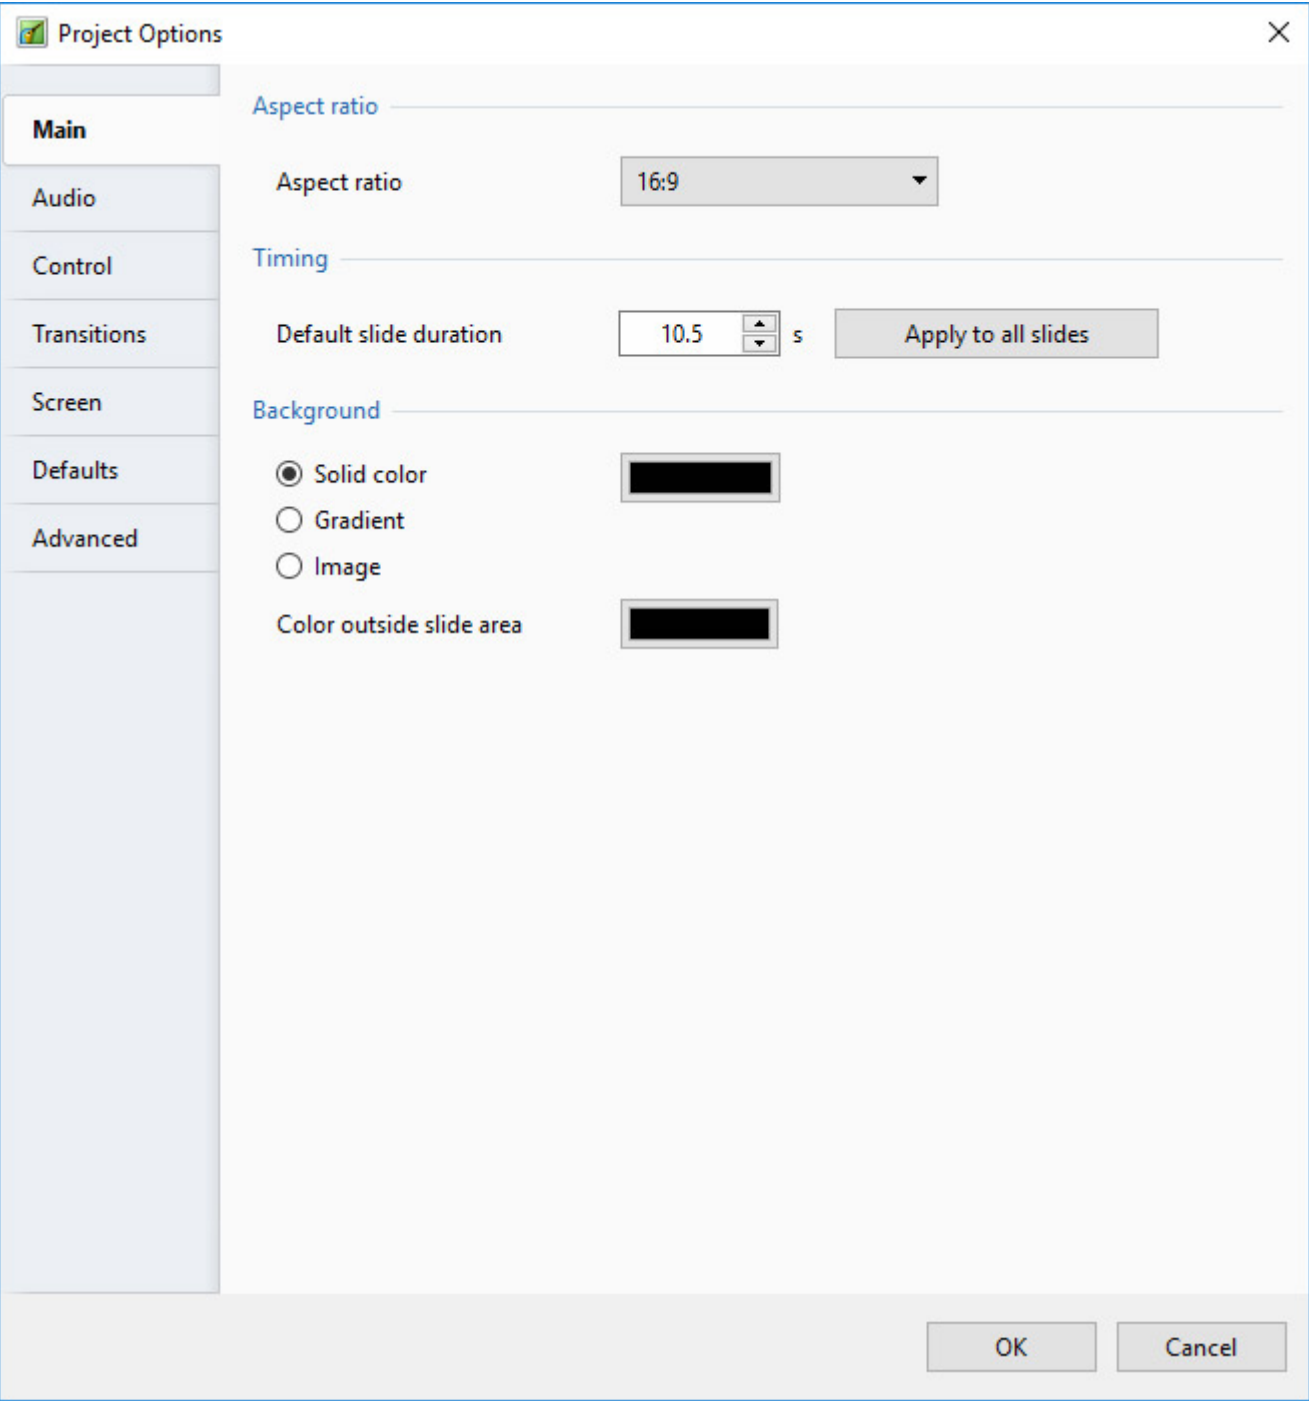 Project Options
Main
Audio
Control
Transitions
Screen
Defaults
Advanced
Aspect ratio
Aspect ratio 16:9
Timing
Default slide duration 10.5 s Apply to all slides
Background
Solid color
Gradient
Image
Color outside slide area
OK Cancel